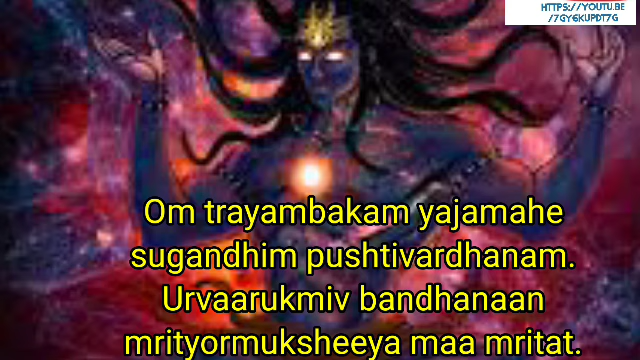 HTTPS://YOUTU.BE
/7GY6KUPDT7G
Om trayambakam yajamahe
sugandhim pushtivardhanam.
Urvaarukmiv bandhanaan
mrityormuksheeya maa mritat.